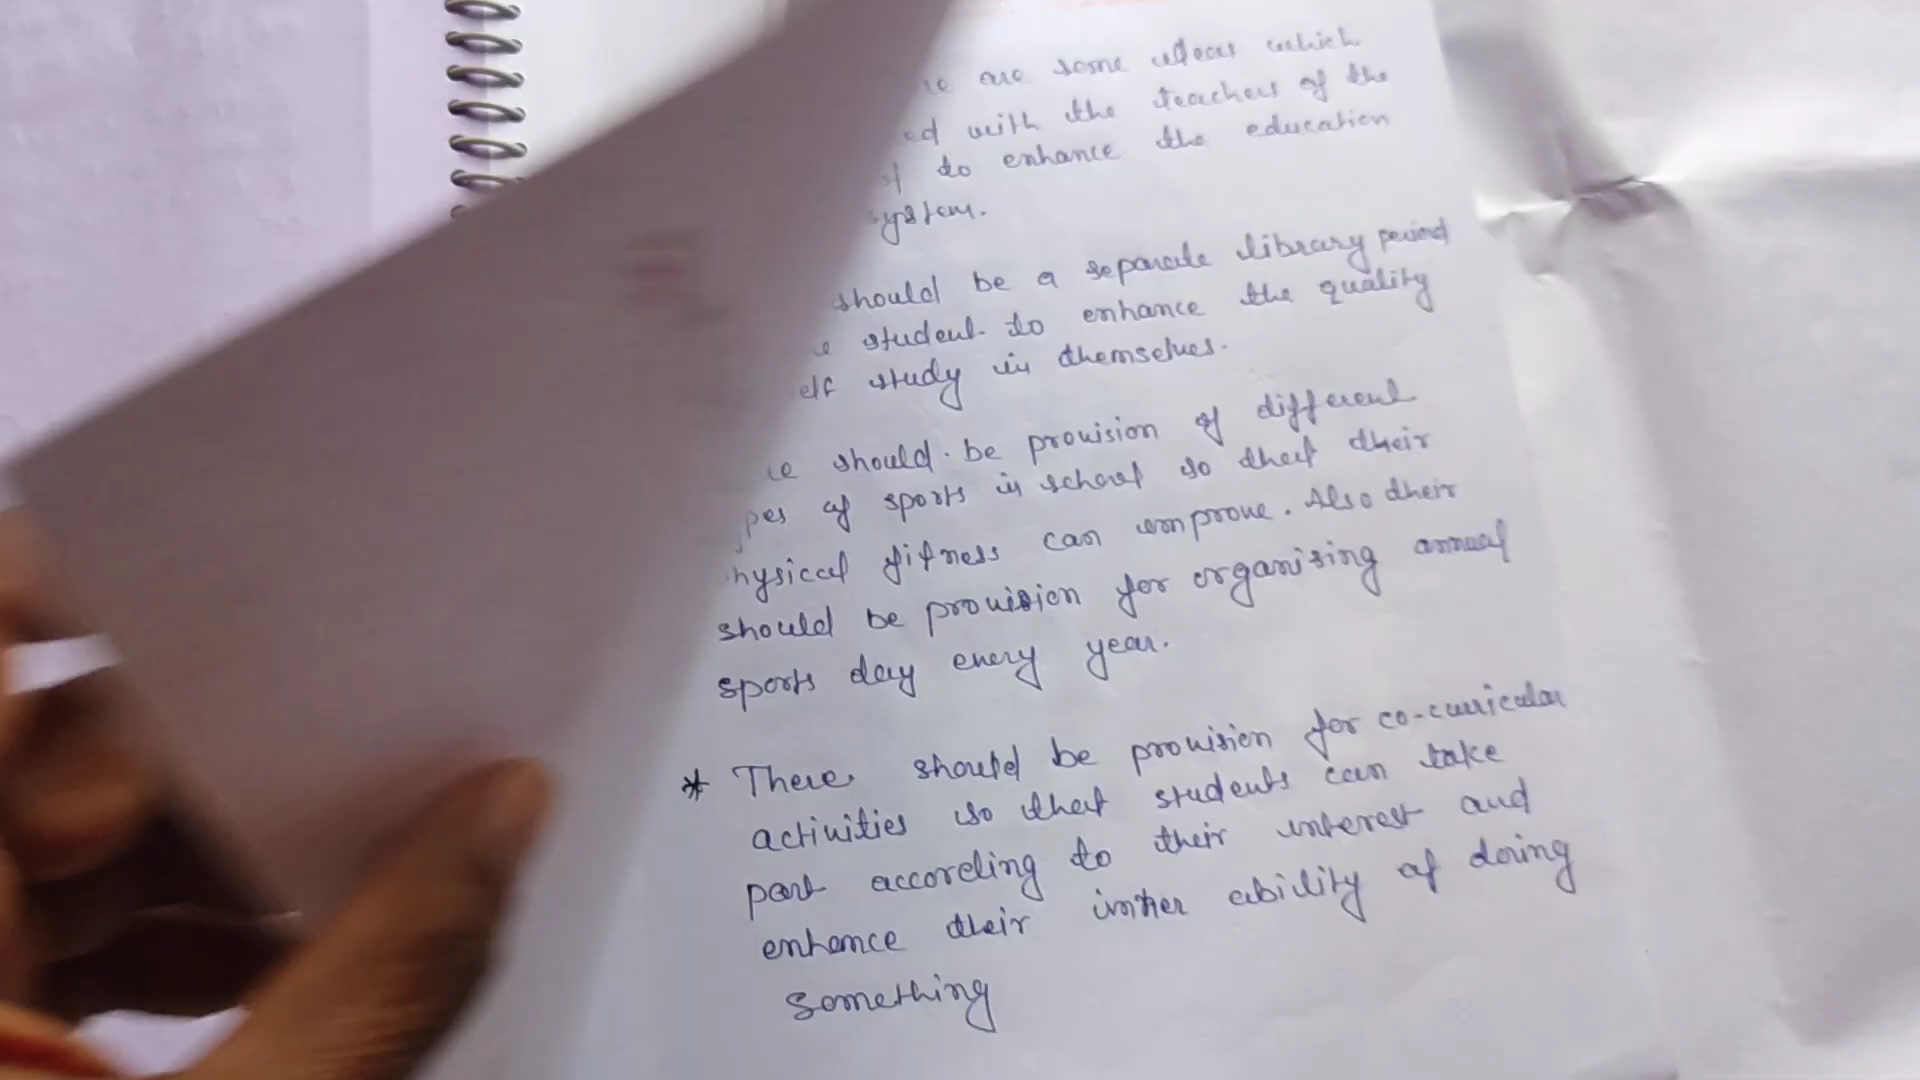 are some ideas which
with the teachers of the
to enhance the education
system.
should be a separate library period
student to enhance the quality
study in themselves.
should be provision of different
of sports in school so that their
physical fitness can improve. Also their
should be provision for organising annual
sports day every year.
* There should be provision for co-curricular
activities so that students can take
part according to their interest and
enhance their inner ability of doing
something